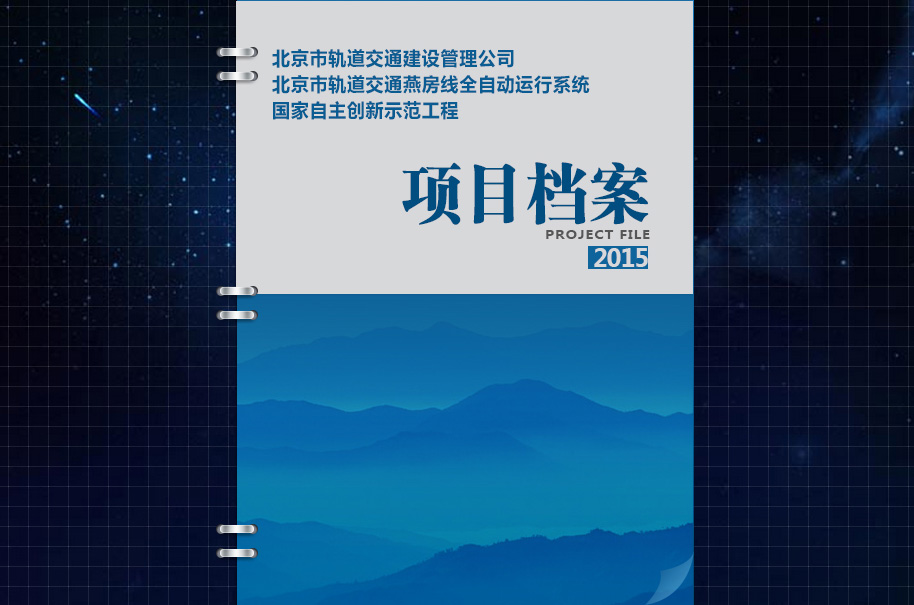 北京市轨道交通建设管理公司
北京市轨道交通燕房线全自动运行系统
国家自主创新示范工程
项目档案
PROJECT FILE
2015